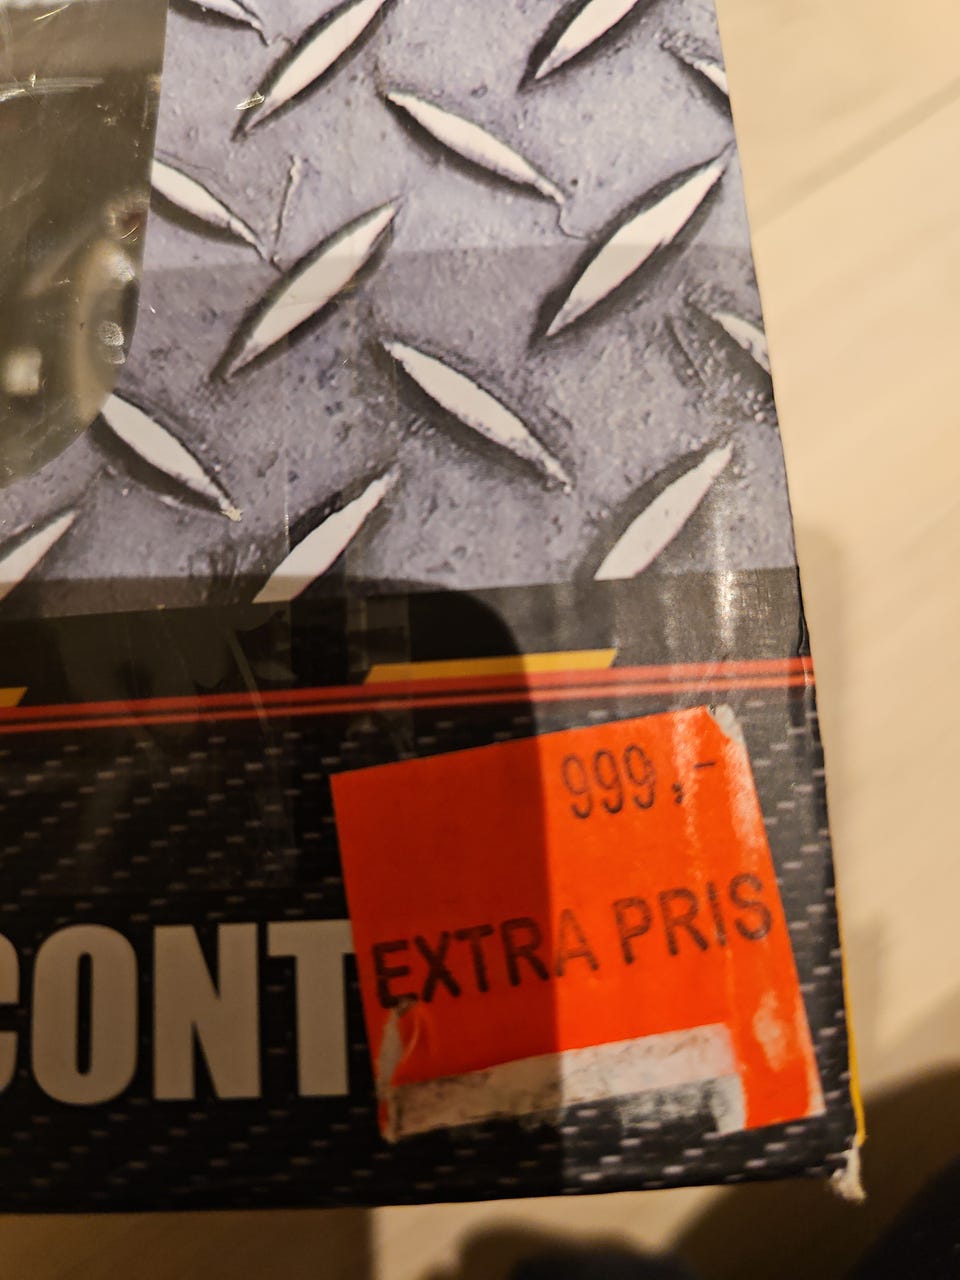 999,-
EXTRA PRIS
CONT